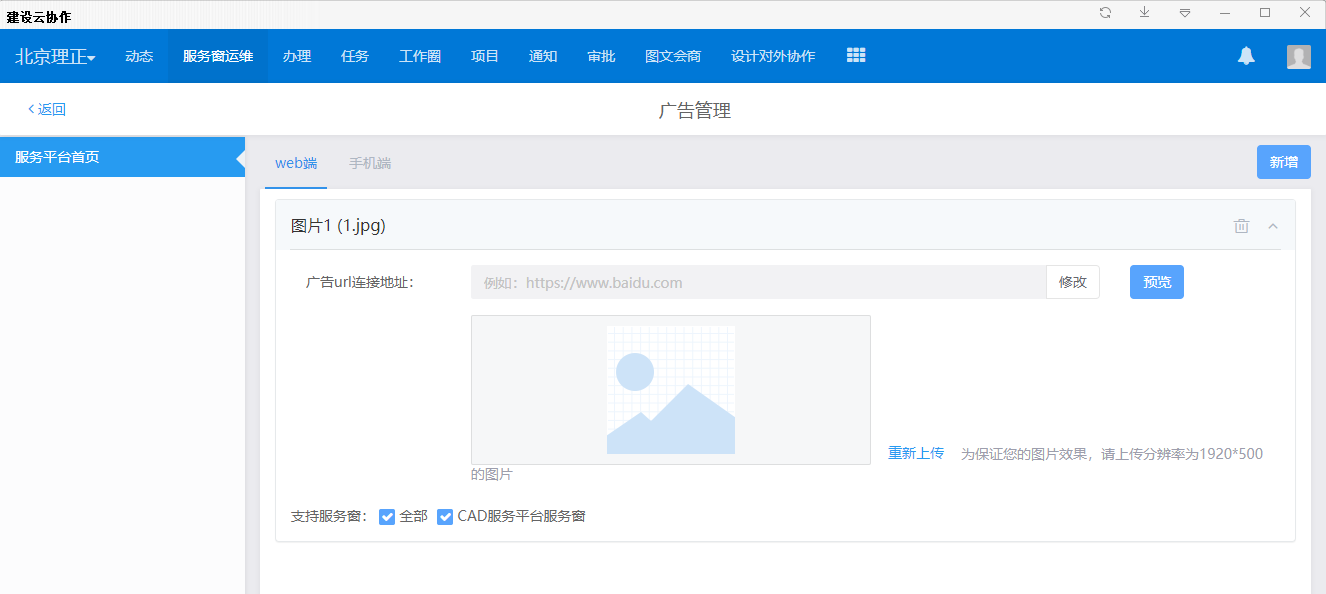 建设云协作
北京理正 动态 服务窗运维 办理 任务 工作圈 项目 通知 审批 图文会商 设计对外协作
返回 广告管理
服务平台首页 web端 手机端 新增
图片1 (1.jpg)
广告url连接地址： 例如：https://www.baidu.com 修改 预览
重新上传 为保证您的图片效果，请上传分辨率为1920*500
的图片
支持服务窗： 全部 CAD服务平台服务窗